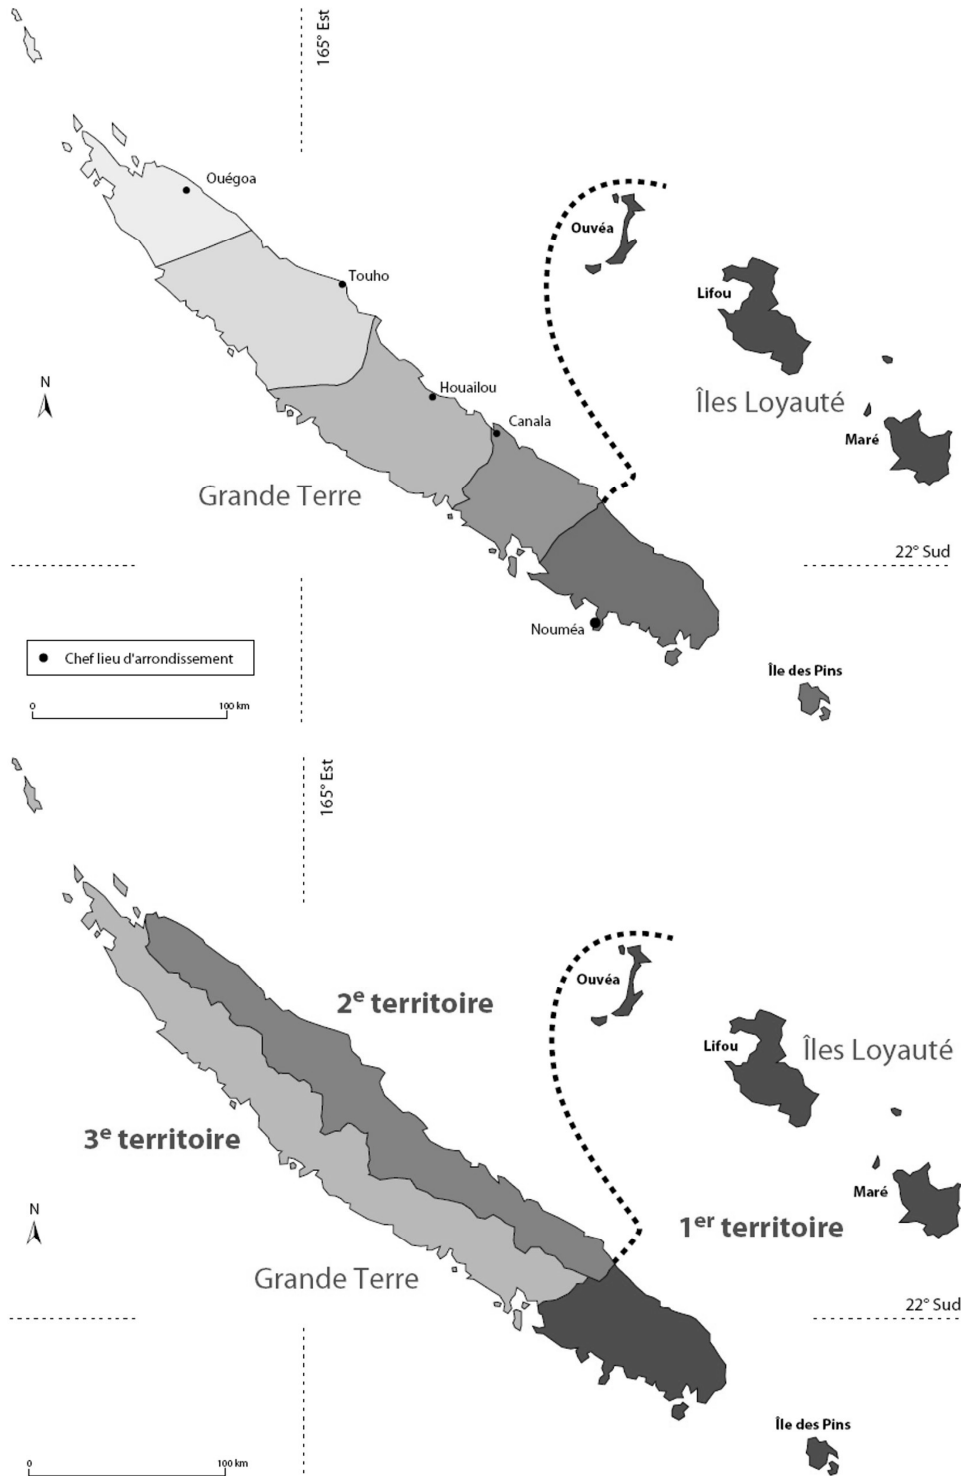 165° Est
Ouégoa
Ouvéa
Touho
Lifou
N
Houailou
Îles Loyauté
Canala
Maré
Grande Terre
22° Sud
Nouméa
Chef lieu d'arrondissement
Île des Pins
0 100 km
165° Est
Ouvéa
2e territoire
Lifou
Îles Loyauté
3e territoire
Maré
N
1er territoire
Grande Terre
22° Sud
Île des Pins
0 100 km